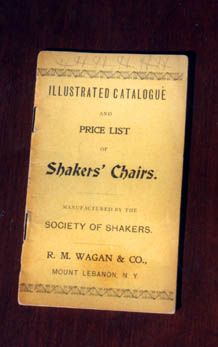 ILLUSTRATED CATALOGUE
AND
PRICE LIST
OF
Shakers' Chairs.
MANUFACTURED BY THE
SOCIETY OF SHAKERS.
R. M. WAGAN & CO.,
MOUNT LEBANON, N. Y.